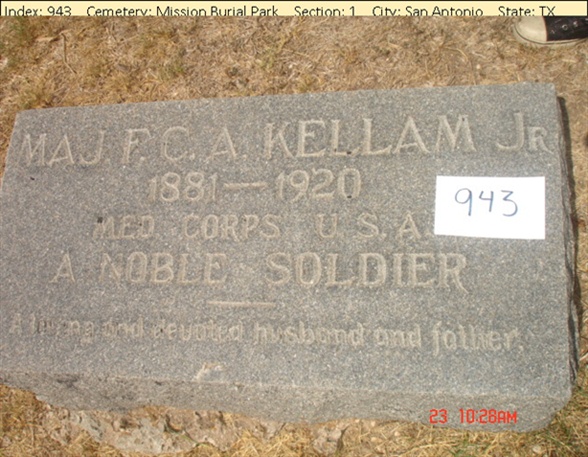 Index: 943 Cemetery: Mission Burial Park Section: 1 City: San Antonio State: TX
MAJ. F. C. A. KELLAM JR
1881—1920
943
MED CORPS U. S. A.
A NOBLE SOLDIER
A loving and devoted husband and father.
23 10:28AM